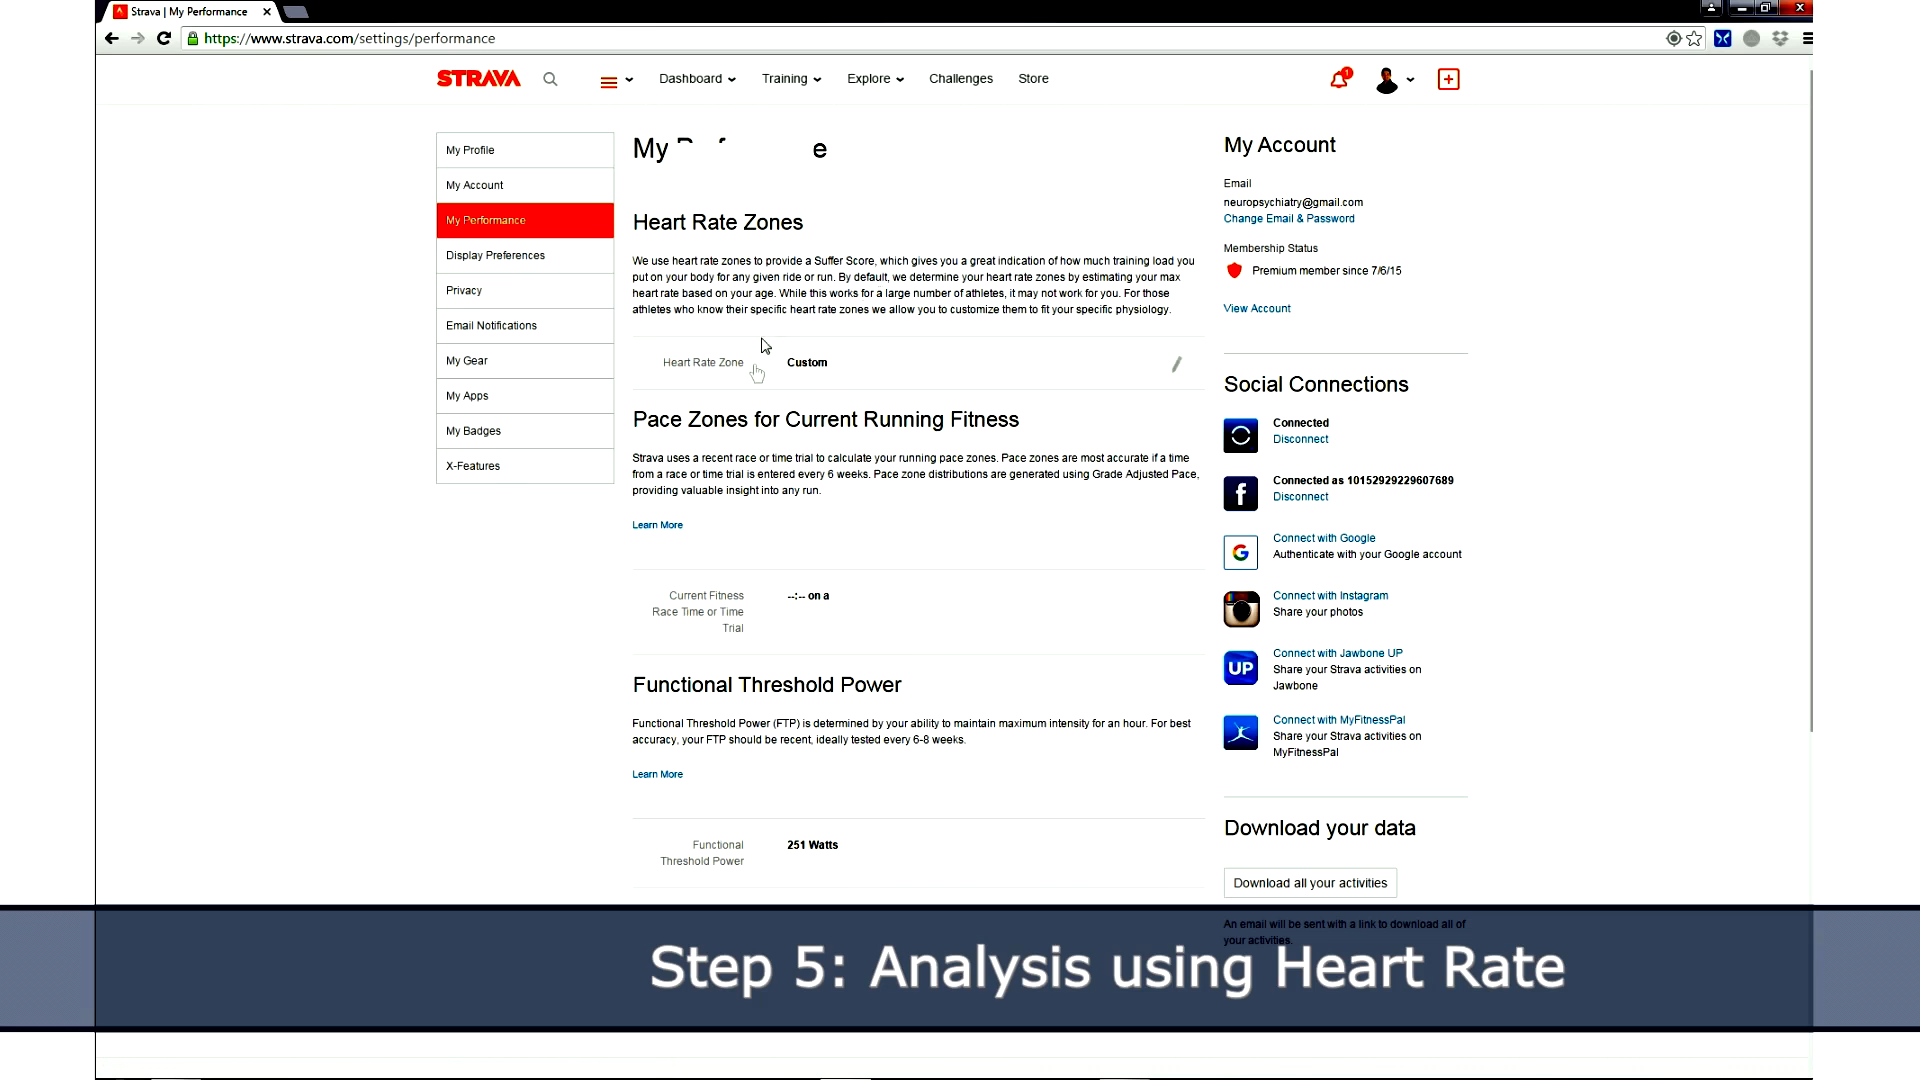 Strava | My Performance
https://www.strava.com/settings/performance
STRAVA
Dashboard
Training
Explore
Challenges
Store
1
My Profile
My Account
My Performance
Display Preferences
Privacy
Email Notifications
My Gear
My Apps
My Badges
X-Features
My
Heart Rate Zones
We use heart rate zones to provide a Suffer Score, which gives you a great indication of how much training load you
put on your body for any given ride or run. By default, we determine your heart rate zones by estimating your max
heart rate based on your age. While this works for a large number of athletes, it may not work for you. For those
athletes who know their specific heart rate zones we allow you to customize them to fit your specific physiology.
Heart Rate Zone
Custom
Pace Zones for Current Running Fitness
Strava uses a recent race or time trial to calculate your running pace zones. Pace zones are most accurate if a time
from a race or time trial is entered every 6 weeks. Pace zone distributions are generated using Grade Adjusted Pace,
providing valuable insight into any run.
Learn More
Current Fitness
Race Time or Time
Trial
--:-- on a
Functional Threshold Power
Functional Threshold Power (FTP) is determined by your ability to maintain maximum intensity for an hour. For best
accuracy, your FTP should be recent, ideally tested every 6-8 weeks.
Learn More
Functional
Threshold Power
251 Watts
My Account
Email
neuropsychiatry@gmail.com
Change Email & Password
Membership Status
Premium member since 7/6/15
View Account
Social Connections
Connected
Disconnect
f
Connected as 10152929229607689
Disconnect
G
Connect with Google
Authenticate with your Google account
Connect with Instagram
Share your photos
UP
Connect with Jawbone UP
Share your Strava activities on
Jawbone
Connect with MyFitnessPal
Share your Strava activities on
MyFitnessPal
Download your data
Download all your activities
An email will be sent with a link to download all of
your activities.
Step 5: Analysis using Heart Rate